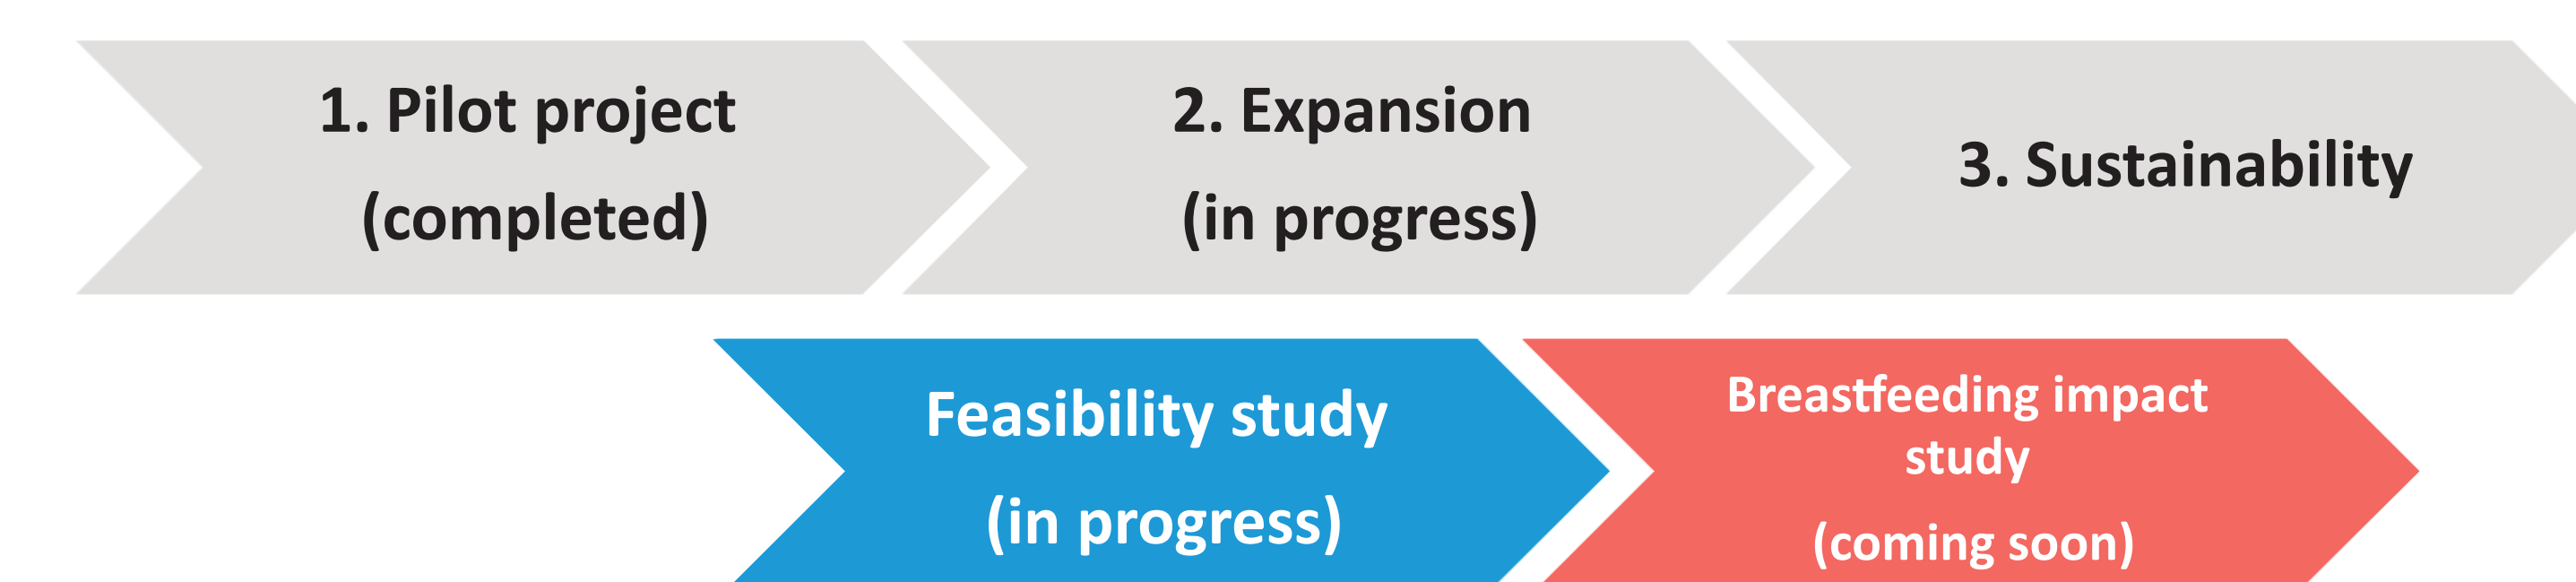 1. Pilot project
(completed)
2. Expansion
(in progress)
3. Sustainability
Feasibility study
(in progress)
Breastfeeding impact
study
(coming soon)